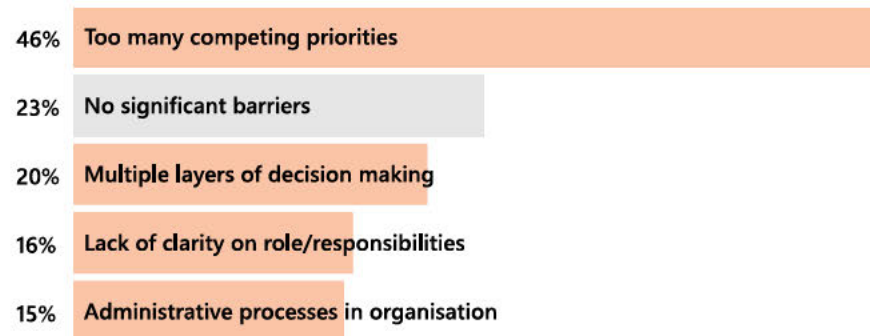 46% Too many competing priorities
23% No significant barriers
20% Multiple layers of decision making
16% Lack of clarity on role/responsibilities
15% Administrative processes in organisation